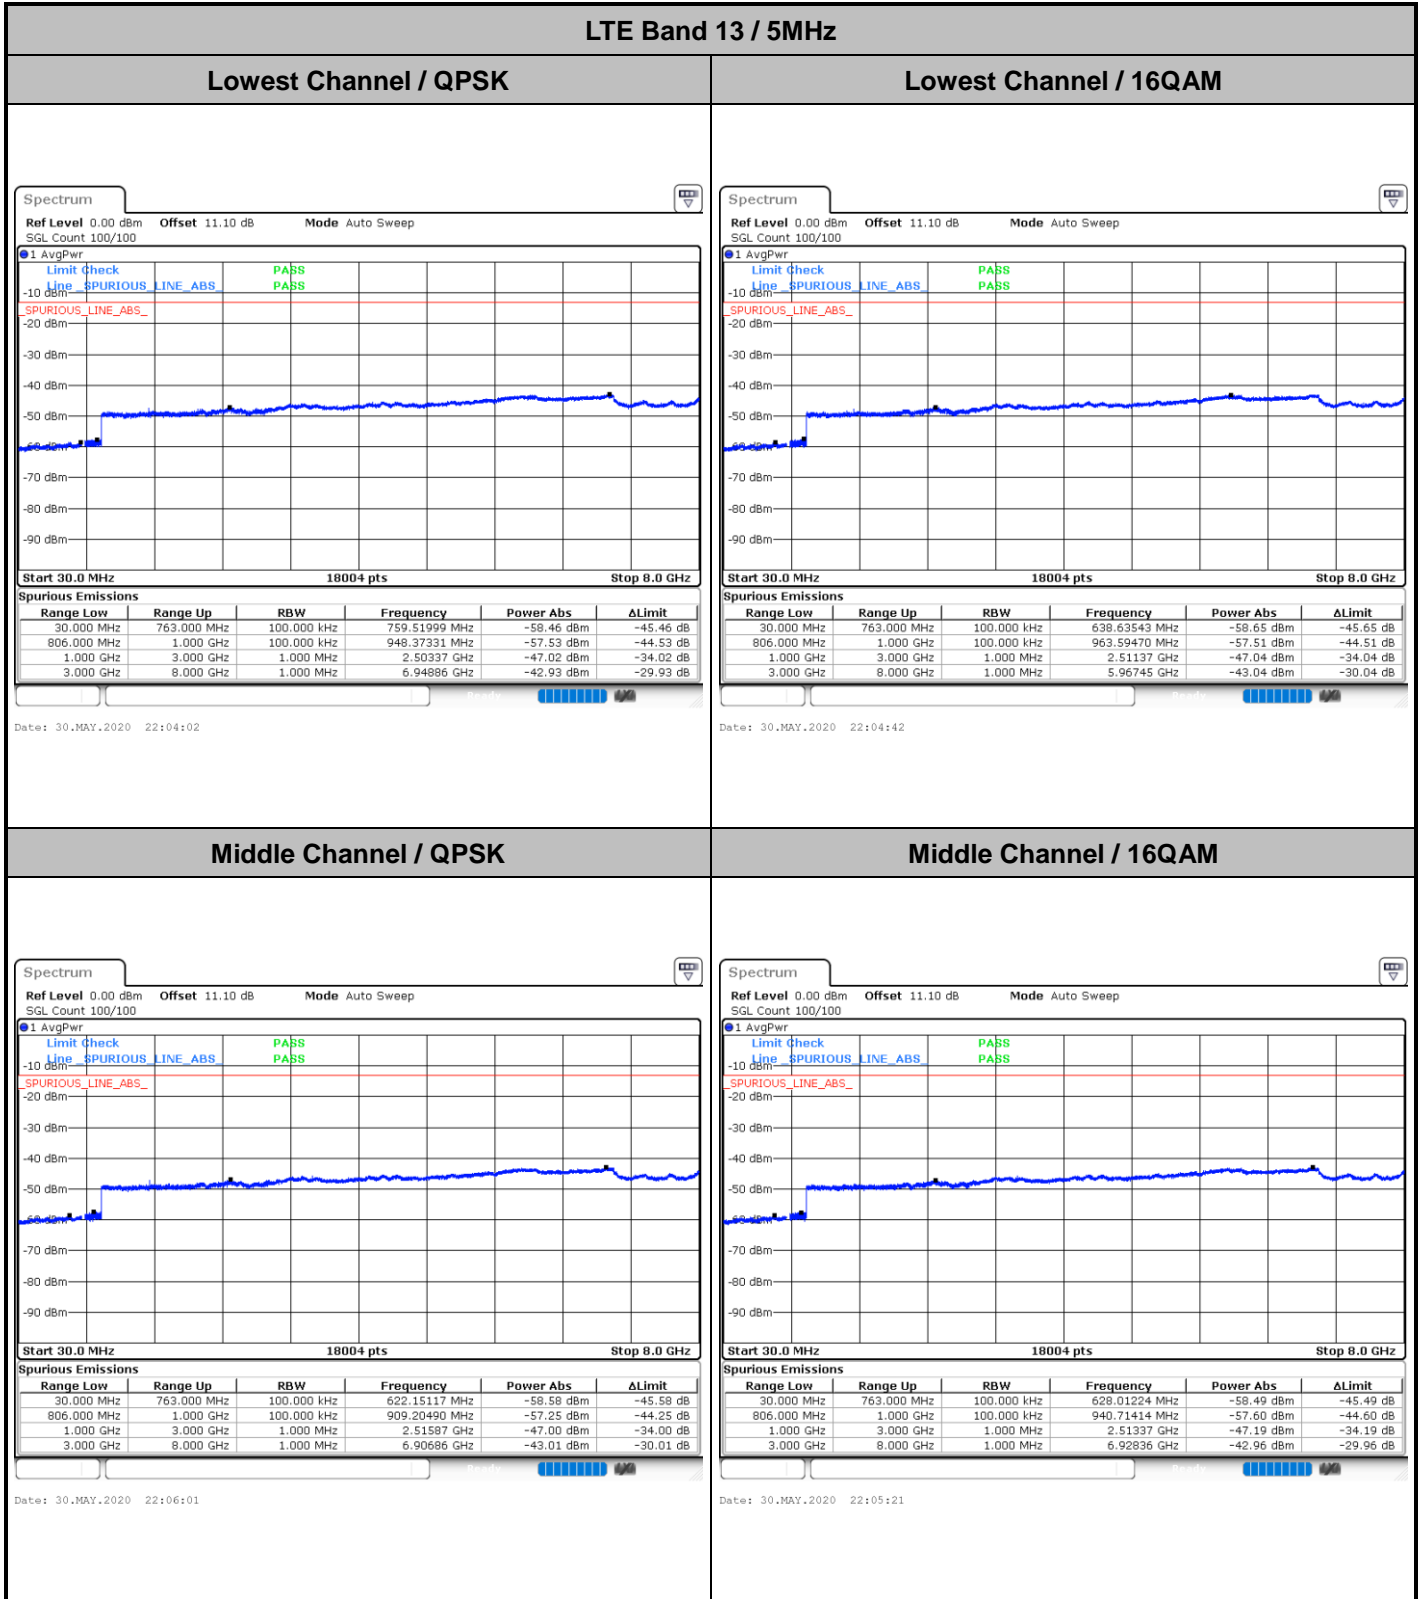 LTE Band 13 / 5MHz
Lowest Channel / QPSK
Lowest Channel / 16QAM
Spectrum
Ref Level 0.00 dBm Offset 11.10 dB Mode Auto Sweep
SGL Count 100/100
1 AvgPwr
Limit Check PASS
Line _SPURIOUS_LINE_ABS_ PASS
-10 dBm
_SPURIOUS_LINE_ABS_
-20 dBm
-30 dBm
-40 dBm
-50 dBm
-60 dBm
-70 dBm
-80 dBm
-90 dBm
Start 30.0 MHz 18004 pts Stop 8.0 GHz
Spurious Emissions
Range Low Range Up RBW Frequency Power Abs ΔLimit
30.000 MHz 763.000 MHz 100.000 kHz 759.51999 MHz -58.46 dBm -45.46 dB
806.000 MHz 1.000 GHz 100.000 kHz 948.37331 MHz -57.53 dBm -44.53 dB
1.000 GHz 3.000 GHz 1.000 MHz 2.50337 GHz -47.02 dBm -34.02 dB
3.000 GHz 8.000 GHz 1.000 MHz 6.94886 GHz -42.93 dBm -29.93 dB
Ready
Date: 30.MAY.2020 22:04:02
Spectrum
Ref Level 0.00 dBm Offset 11.10 dB Mode Auto Sweep
SGL Count 100/100
1 AvgPwr
Limit Check PASS
Line _SPURIOUS_LINE_ABS_ PASS
-10 dBm
_SPURIOUS_LINE_ABS_
-20 dBm
-30 dBm
-40 dBm
-50 dBm
-60 dBm
-70 dBm
-80 dBm
-90 dBm
Start 30.0 MHz 18004 pts Stop 8.0 GHz
Spurious Emissions
Range Low Range Up RBW Frequency Power Abs ΔLimit
30.000 MHz 763.000 MHz 100.000 kHz 638.63543 MHz -58.65 dBm -45.65 dB
806.000 MHz 1.000 GHz 100.000 kHz 963.59470 MHz -57.51 dBm -44.51 dB
1.000 GHz 3.000 GHz 1.000 MHz 2.51137 GHz -47.04 dBm -34.04 dB
3.000 GHz 8.000 GHz 1.000 MHz 5.96745 GHz -43.04 dBm -30.04 dB
Ready
Date: 30.MAY.2020 22:04:42
Middle Channel / QPSK
Middle Channel / 16QAM
Spectrum
Ref Level 0.00 dBm Offset 11.10 dB Mode Auto Sweep
SGL Count 100/100
1 AvgPwr
Limit Check PASS
Line _SPURIOUS_LINE_ABS_ PASS
-10 dBm
_SPURIOUS_LINE_ABS_
-20 dBm
-30 dBm
-40 dBm
-50 dBm
-60 dBm
-70 dBm
-80 dBm
-90 dBm
Start 30.0 MHz 18004 pts Stop 8.0 GHz
Spurious Emissions
Range Low Range Up RBW Frequency Power Abs ΔLimit
30.000 MHz 763.000 MHz 100.000 kHz 622.15117 MHz -58.58 dBm -45.58 dB
806.000 MHz 1.000 GHz 100.000 kHz 909.20490 MHz -57.25 dBm -44.25 dB
1.000 GHz 3.000 GHz 1.000 MHz 2.51587 GHz -47.00 dBm -34.00 dB
3.000 GHz 8.000 GHz 1.000 MHz 6.90686 GHz -43.01 dBm -30.01 dB
Ready
Date: 30.MAY.2020 22:06:01
Spectrum
Ref Level 0.00 dBm Offset 11.10 dB Mode Auto Sweep
SGL Count 100/100
1 AvgPwr
Limit Check PASS
Line _SPURIOUS_LINE_ABS_ PASS
-10 dBm
_SPURIOUS_LINE_ABS_
-20 dBm
-30 dBm
-40 dBm
-50 dBm
-60 dBm
-70 dBm
-80 dBm
-90 dBm
Start 30.0 MHz 18004 pts Stop 8.0 GHz
Spurious Emissions
Range Low Range Up RBW Frequency Power Abs ΔLimit
30.000 MHz 763.000 MHz 100.000 kHz 628.01224 MHz -58.49 dBm -45.49 dB
806.000 MHz 1.000 GHz 100.000 kHz 940.71414 MHz -57.60 dBm -44.60 dB
1.000 GHz 3.000 GHz 1.000 MHz 2.51337 GHz -47.19 dBm -34.19 dB
3.000 GHz 8.000 GHz 1.000 MHz 6.92836 GHz -42.96 dBm -29.96 dB
Ready
Date: 30.MAY.2020 22:05:21